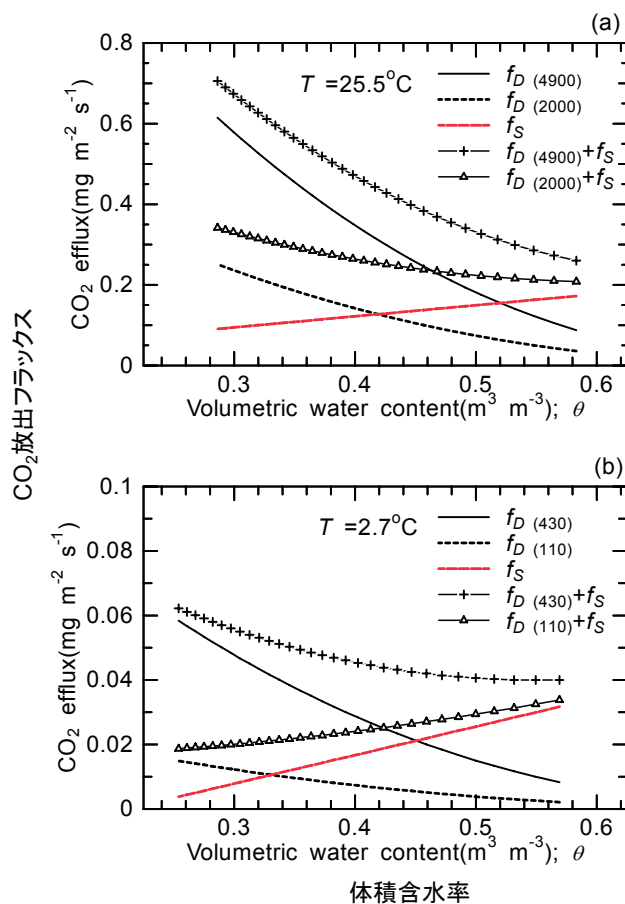 (a)
0.8
0.6
0.4
0.2
0
T =25.5°C
f_D (4900)
f_D (2000)
f_S
f_D (4900)+f_S
f_D (2000)+f_S
CO₂ efflux(mg m⁻² s⁻¹)
0.3 0.4 0.5 0.6
Volumetric water content(m³ m⁻³); θ
CO₂放出フラックス
(b)
0.1
0.08
0.06
0.04
0.02
0
T =2.7°C
f_D (430)
f_D (110)
f_S
f_D (430)+f_S
f_D (110)+f_S
CO₂ efflux(mg m⁻² s⁻¹)
0.3 0.4 0.5 0.6
Volumetric water content(m³ m⁻³); θ
体積含水率